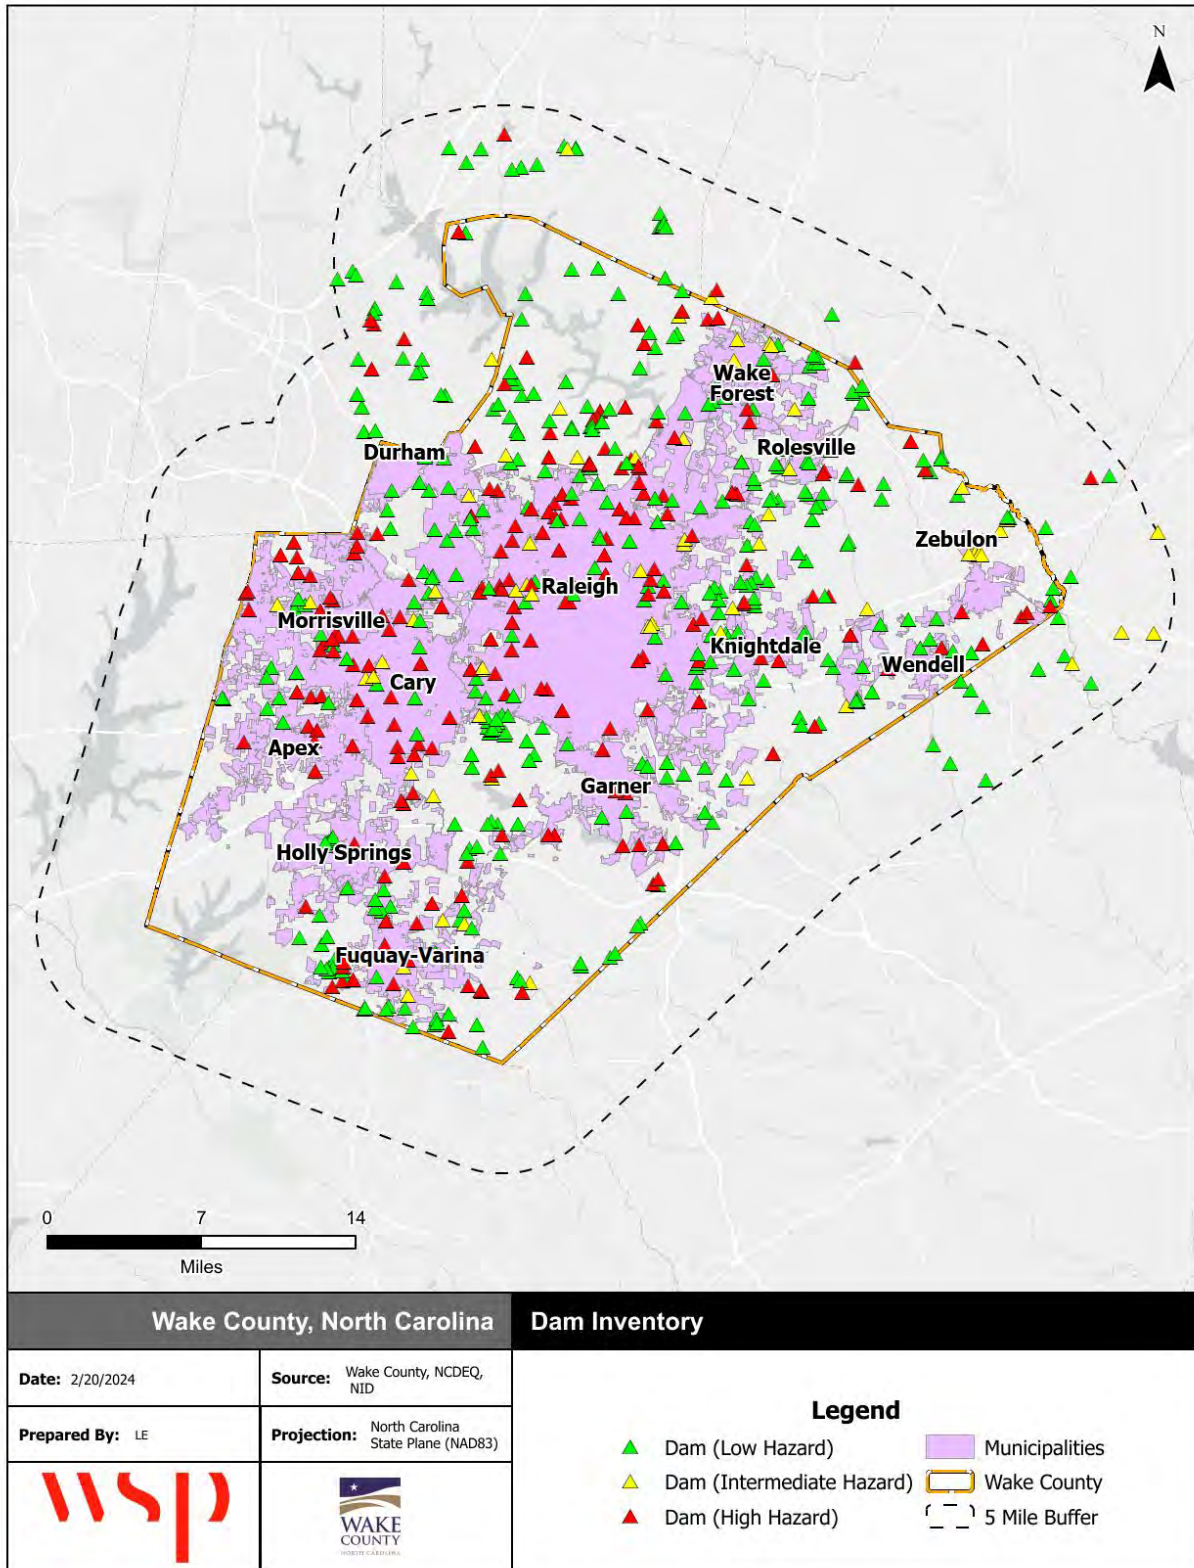 N
Wake
Forest
Durham
Rolesville
Zebulon
Raleigh
Morrisville
Knightdale
Wendell
Cary
Apex
Garner
Holly Springs
Fuquay-Varina
0 7 14
Miles
Wake County, North Carolina
Dam Inventory
Date: 2/20/2024
Source: Wake County, NCDEQ,
NID
Prepared By: LE
Projection: North Carolina
State Plane (NAD83)
wsp
WAKE
COUNTY
NORTH CAROLINA
Legend
Dam (Low Hazard)
Dam (Intermediate Hazard)
Dam (High Hazard)
Municipalities
Wake County
5 Mile Buffer